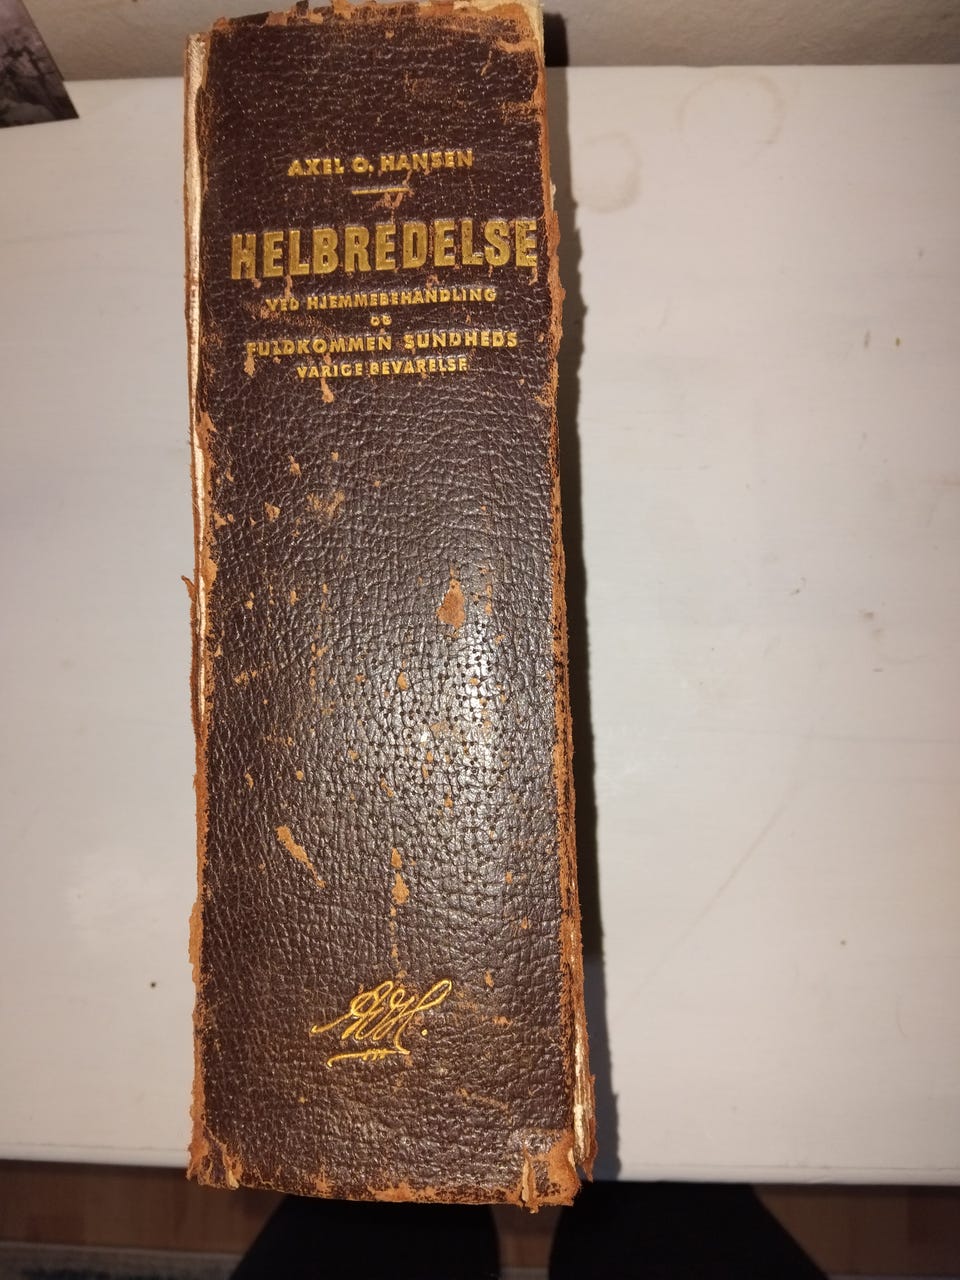 AXEL O. HANSEN
HELBREDELSE
VED HJEMMEBEHANDLING
OG
FULDKOMMEN SUNDHEDS
VARIGE BEVARELSE